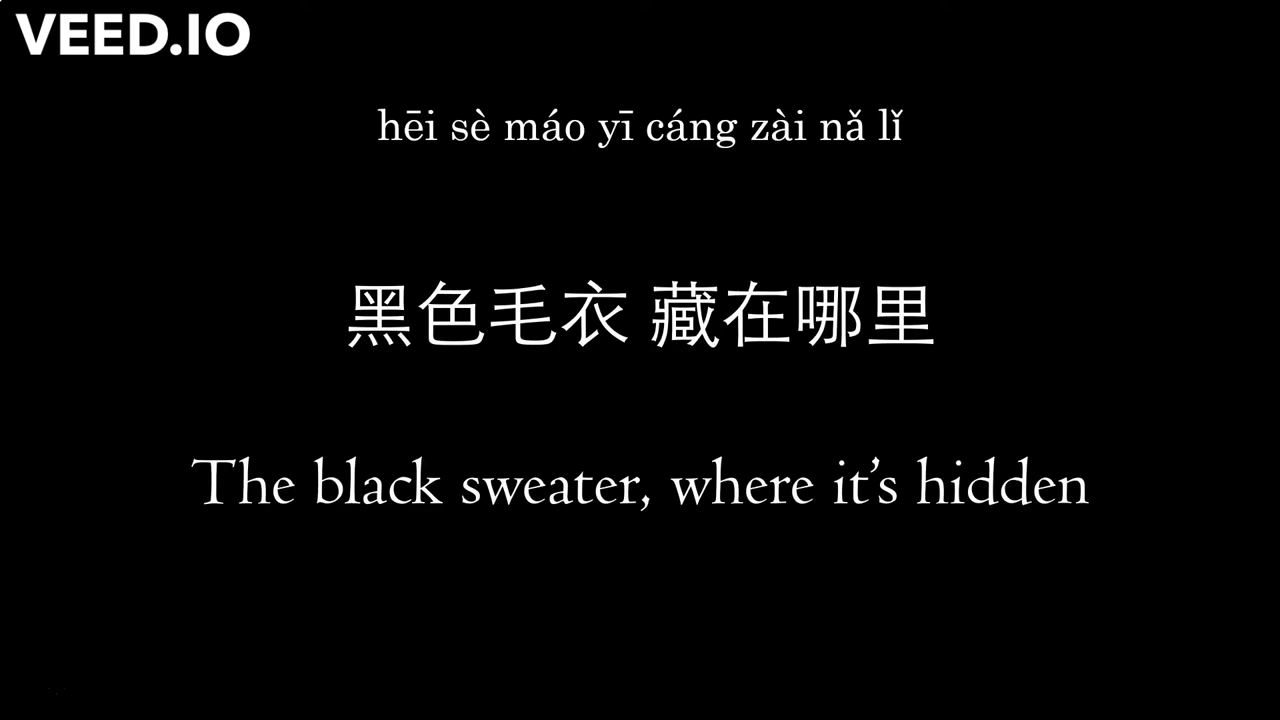 VEED.IO
hēi sè máo yī cáng zài nǎ lǐ
黑色毛衣 藏在哪里
The black sweater, where it’s hidden